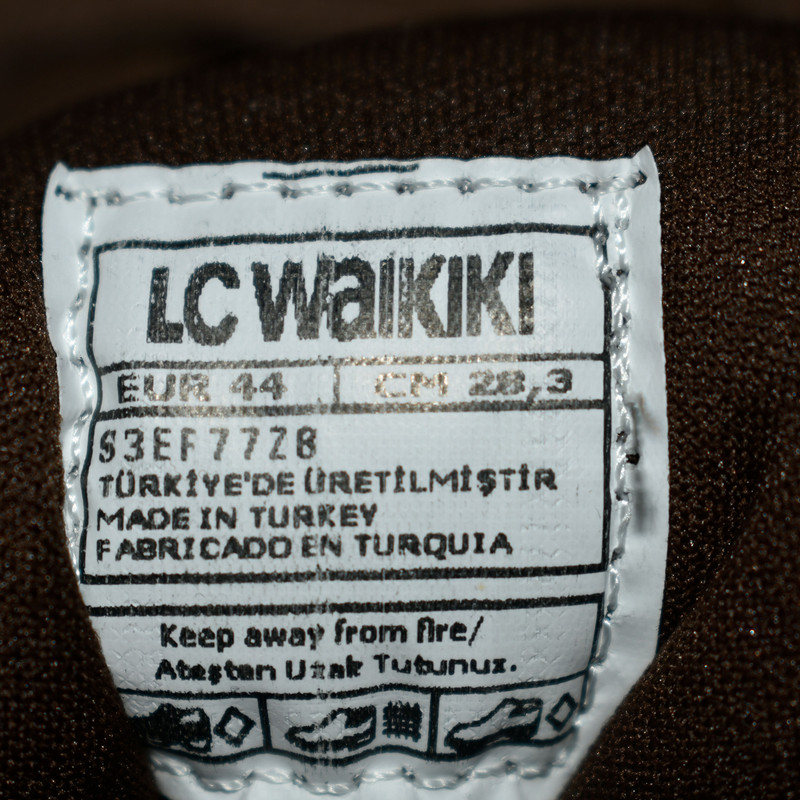 LC WAIKIKI
EUR 44 CM 28,3
S3EF77Z8
TÜRKİYE'DE ÜRETİLMİŞTİR
MADE IN TURKEY
FABRICADO EN TURQUIA
Keep away from fire/
Ateştan Uzak Tutunuz.